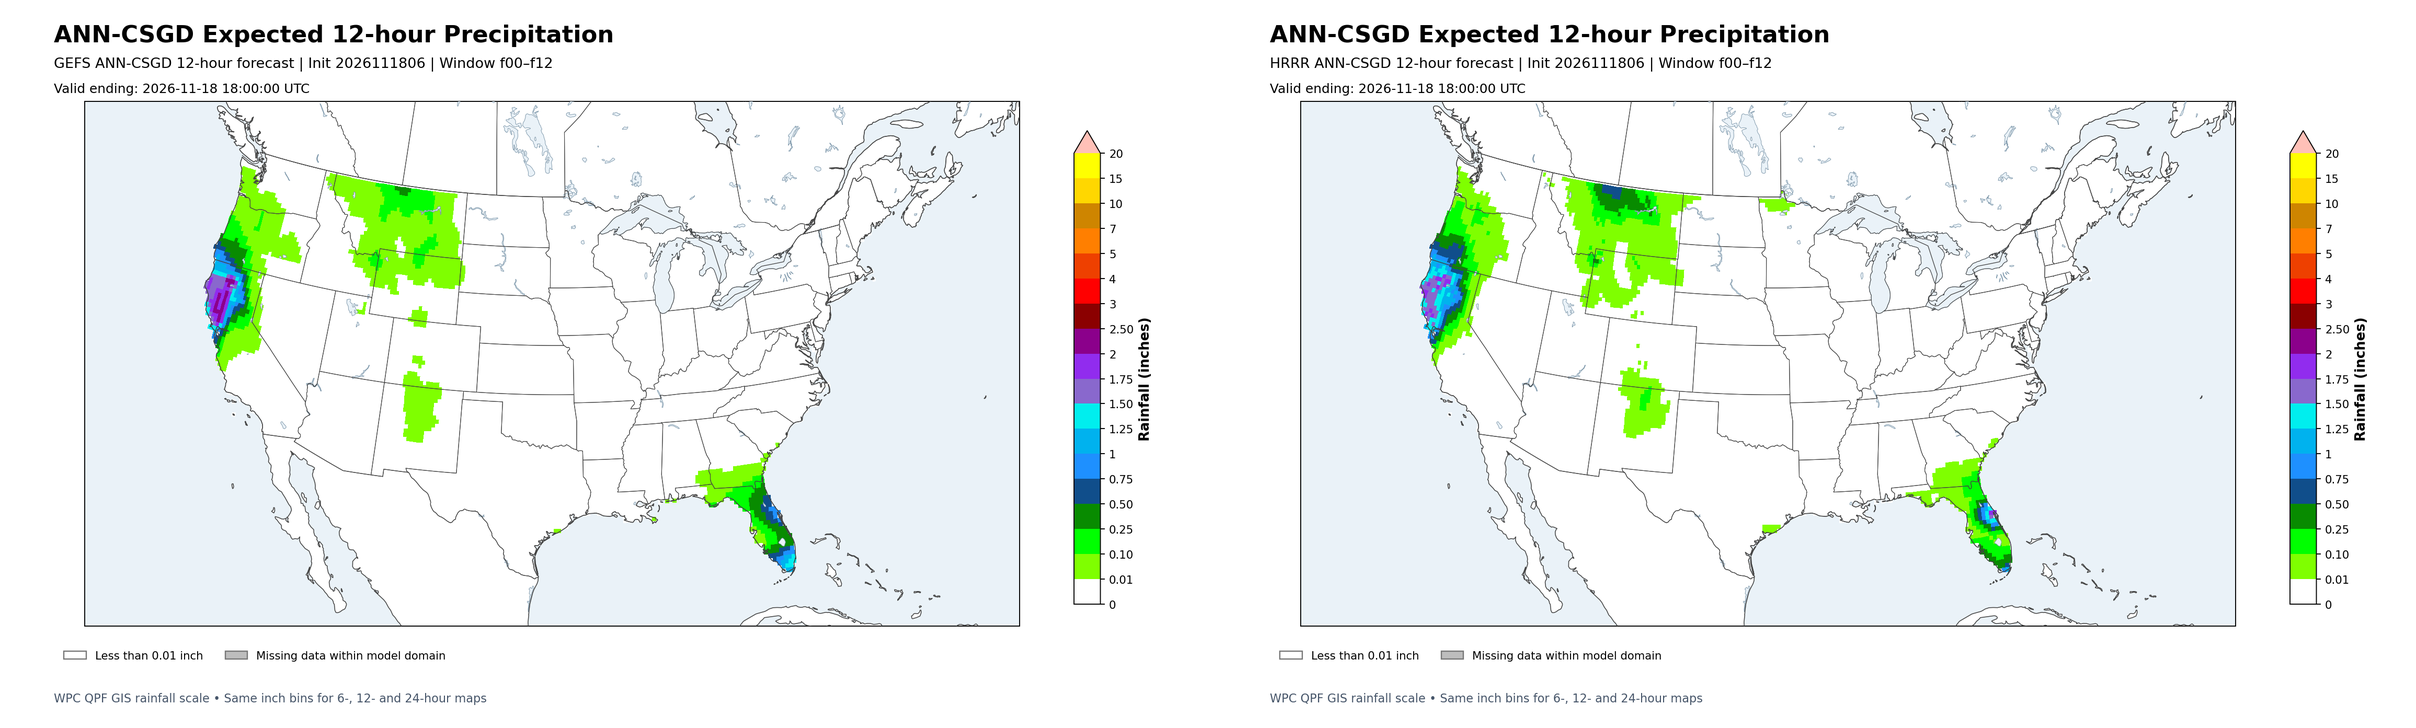 ANN-CSGD Expected 12-hour Precipitation
GEFS ANN-CSGD 12-hour forecast | Init 2026111806 | Window f00–f12
Valid ending: 2026-11-18 18:00:00 UTC
20
15
10
7
5
4
3
2.50
2
1.75
1.50
1.25
1
0.75
0.50
0.25
0.10
0.01
0
Rainfall (inches)
Less than 0.01 inch
Missing data within model domain
WPC QPF GIS rainfall scale • Same inch bins for 6-, 12- and 24-hour maps
ANN-CSGD Expected 12-hour Precipitation
HRRR ANN-CSGD 12-hour forecast | Init 2026111806 | Window f00–f12
Valid ending: 2026-11-18 18:00:00 UTC
20
15
10
7
5
4
3
2.50
2
1.75
1.50
1.25
1
0.75
0.50
0.25
0.10
0.01
0
Rainfall (inches)
Less than 0.01 inch
Missing data within model domain
WPC QPF GIS rainfall scale • Same inch bins for 6-, 12- and 24-hour maps